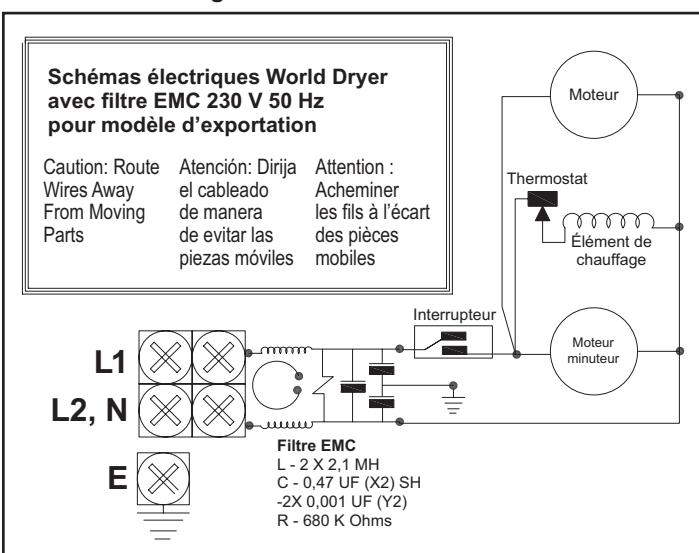 Schémas électriques World Dryer
avec filtre EMC 230 V 50 Hz
pour modèle d'exportation
Caution: Route
Wires Away
From Moving
Parts
Atención: Dirija
el cableado
de manera
de evitar las
piezas móviles
Attention :
Acheminer
les fils à l'écart
des pièces
mobiles
Moteur
Thermostat
Élément de
chauffage
Interrupteur
Moteur
minuteur
L1
L2, N
E
Filtre EMC
L - 2 X 2,1 MH
C - 0,47 UF (X2) SH
-2X 0,001 UF (Y2)
R - 680 K Ohms